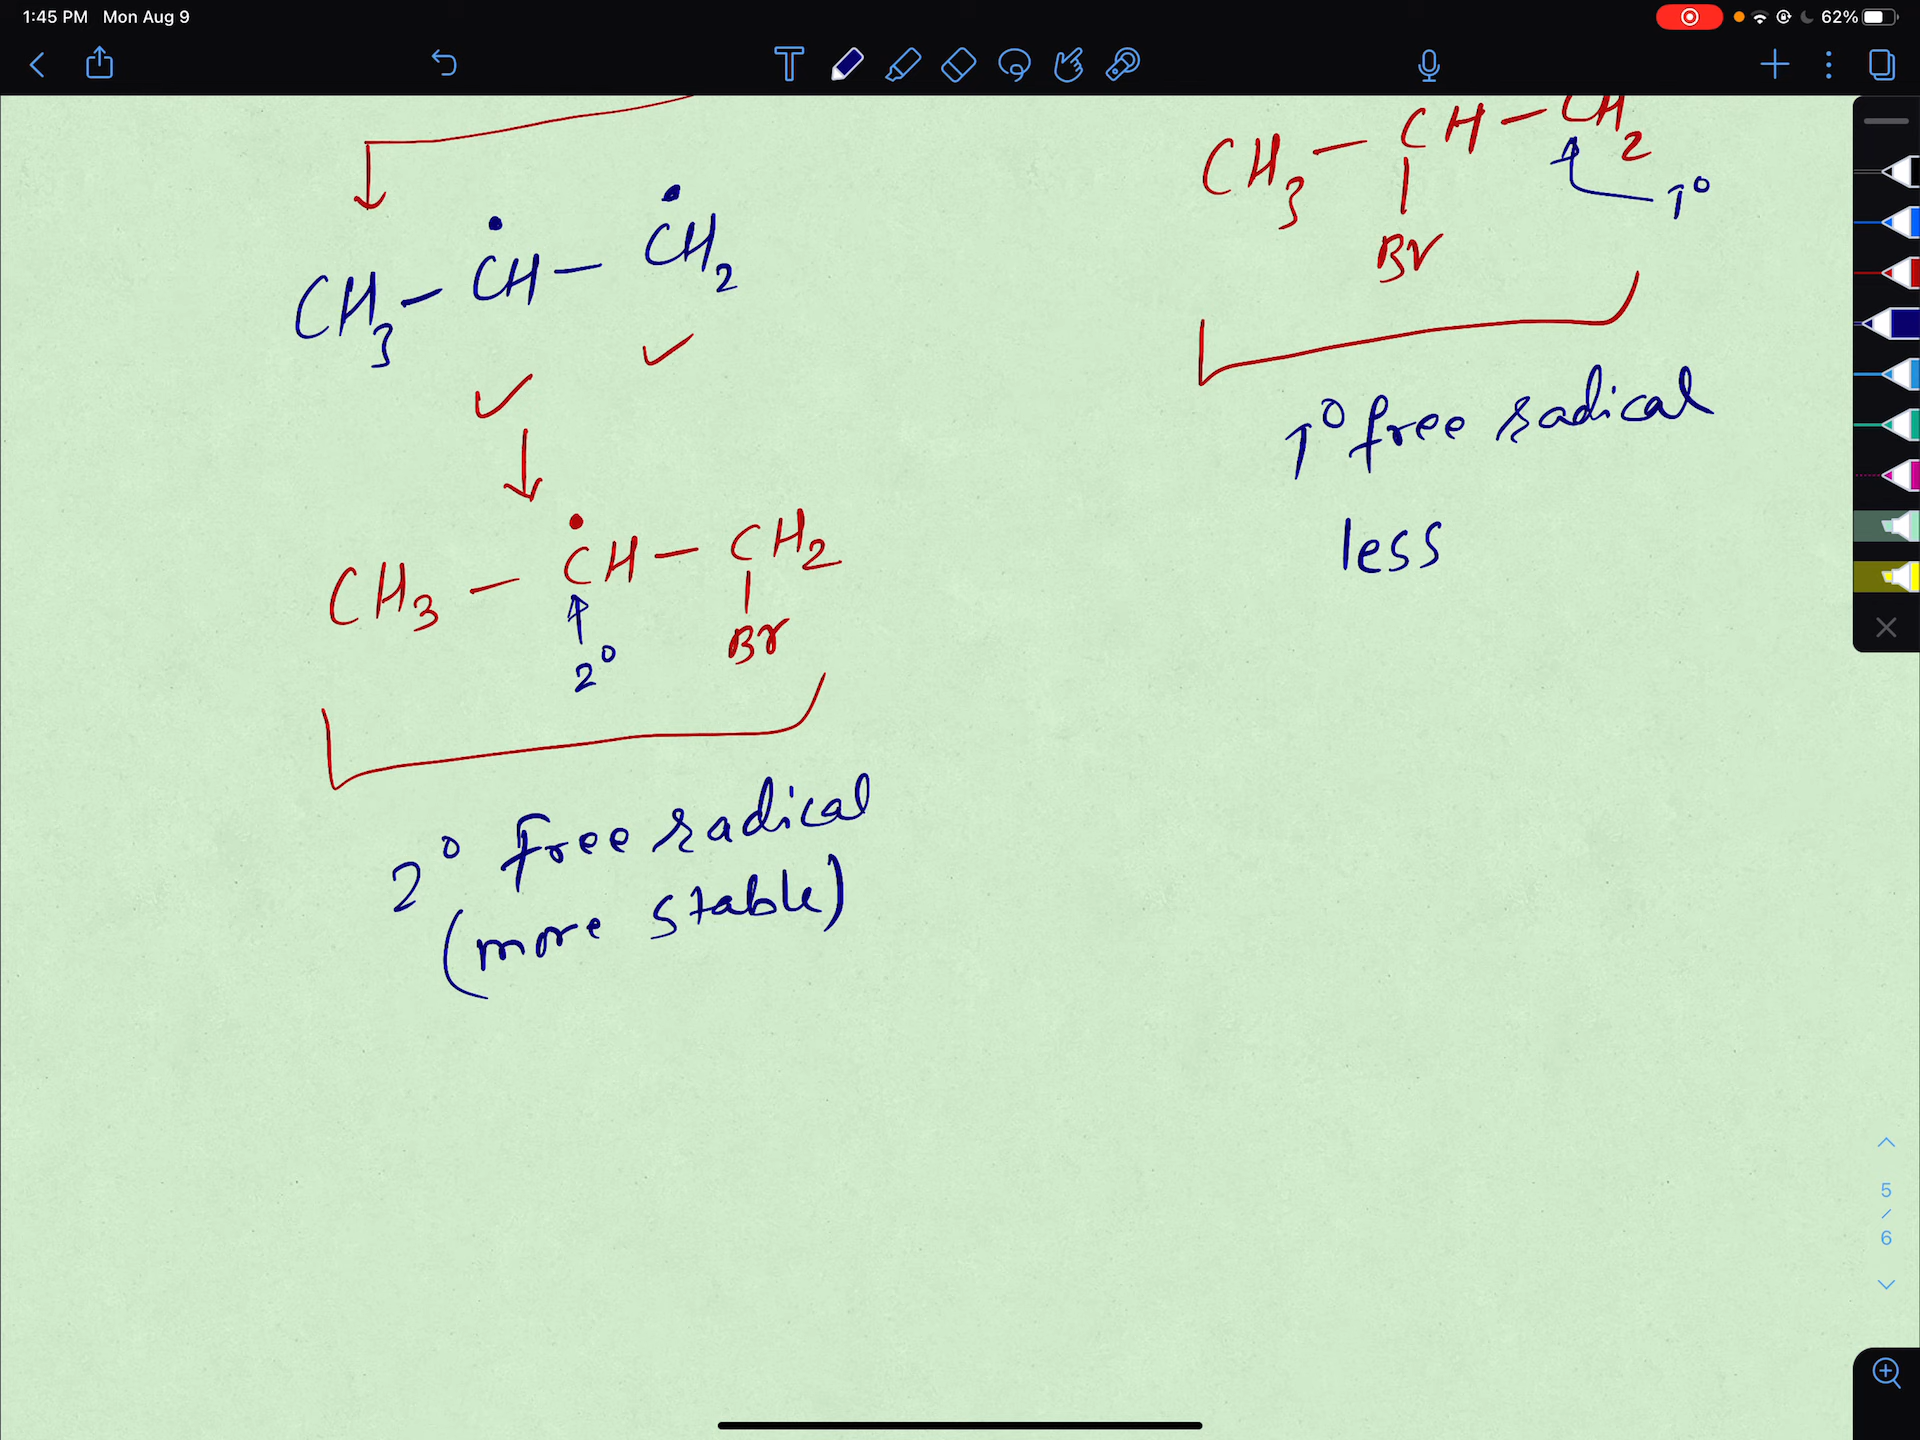 1:45 PM Mon Aug 9
62%
CH3 — CH — CH2
Br
1°
CH3 — ĊH — ĊH2
1° free radical
less
CH3 — ĊH — CH2
Br
2°
2° free radical
(more stable)
5
/
6